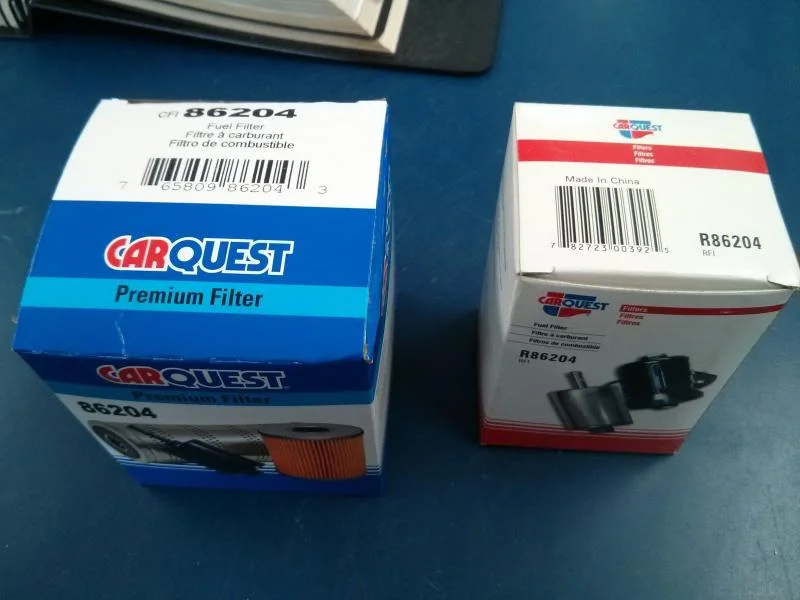 CFI 86204
Fuel Filter
Filtre à carburant
Filtro de combustible
7 65809 86204 3
CARQUEST
Premium Filter
CARQUEST
Premium Filter
86204
CARQUEST
Filters
Filtres
Filtros
Made In China
7 82723 00392 5
R86204
RFI
CARQUEST
Filters
Filtres
Filtros
Fuel Filter
Filtre à carburant
Filtros de combustible
R86204
RFI